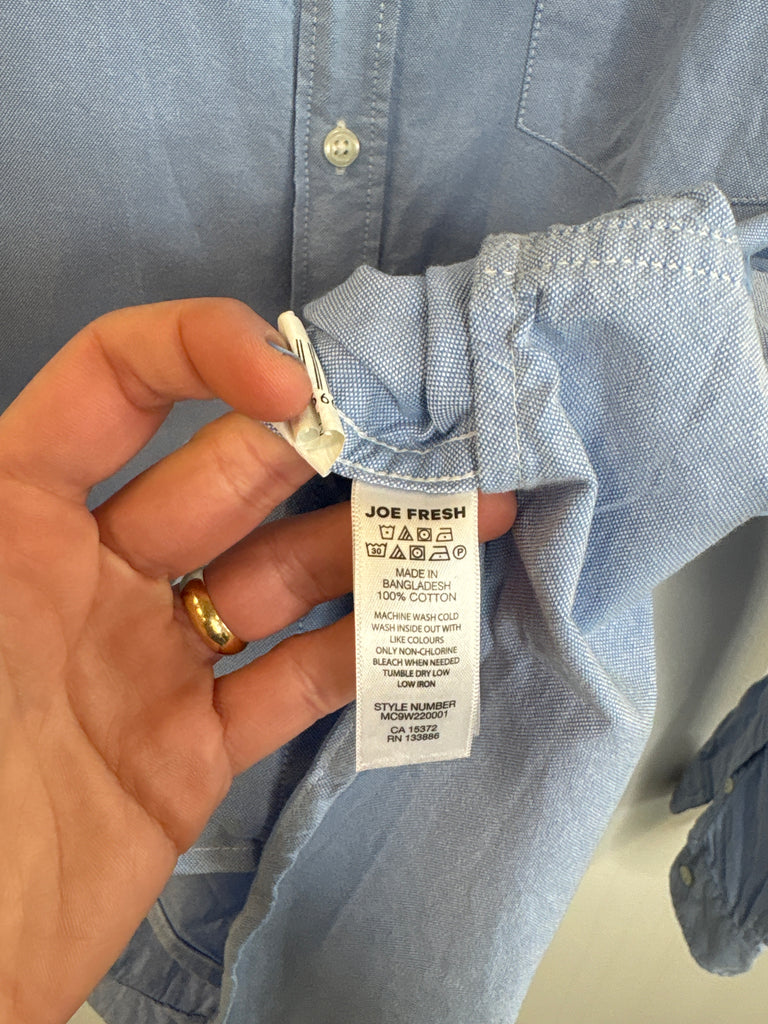 JOE FRESH
30 P
MADE IN
BANGLADESH
100% COTTON
MACHINE WASH COLD
WASH INSIDE OUT WITH
LIKE COLOURS
ONLY NON-CHLORINE
BLEACH WHEN NEEDED
TUMBLE DRY LOW
LOW IRON
STYLE NUMBER
MC9W220001
CA 15372
RN 133886